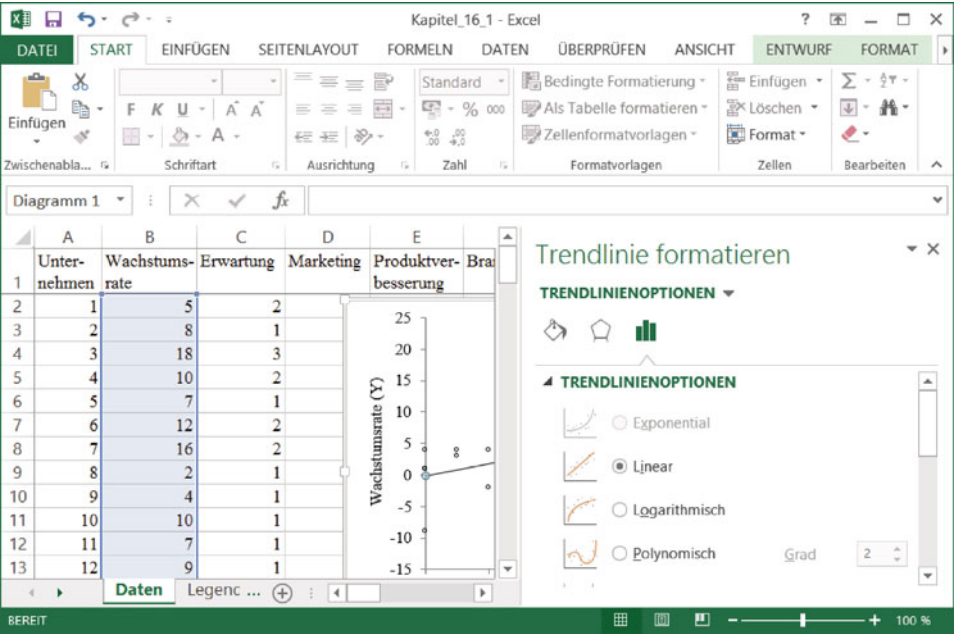 Kapitel_16_1 - Excel
DATEI START EINFÜGEN SEITENLAYOUT FORMELN DATEN ÜBERPRÜFEN ANSICHT ENTWURF FORMAT
Einfügen
Zwischenabla...
F K U A A
A
Schriftart
Ausrichtung
Standard
% 000
Zahl
Bedingte Formatierung
Als Tabelle formatieren
Zellenformatvorlagen
Formatvorlagen
Einfügen
Löschen
Format
Zellen
Bearbeiten
Diagramm 1 fx
A B C D E
1 Unter- Wachstums- Erwartung Marketing Produktver- Bra
nehmen rate besserung
2 1 5 2
3 2 8 1
4 3 18 3
5 4 10 2
6 5 7 1
7 6 12 2
8 7 16 2
9 8 2 1
10 9 4 1
11 10 10 1
12 11 7 1
13 12 9 1
Wachstumsrate (Y)
25
20
15
10
5
0
-5
-10
-15
Trendlinie formatieren
TRENDLINIENOPTIONEN
TRENDLINIENOPTIONEN
Exponential
Linear
Logarithmisch
Polynomisch Grad 2
Daten Legenc ...
BEREIT 100 %